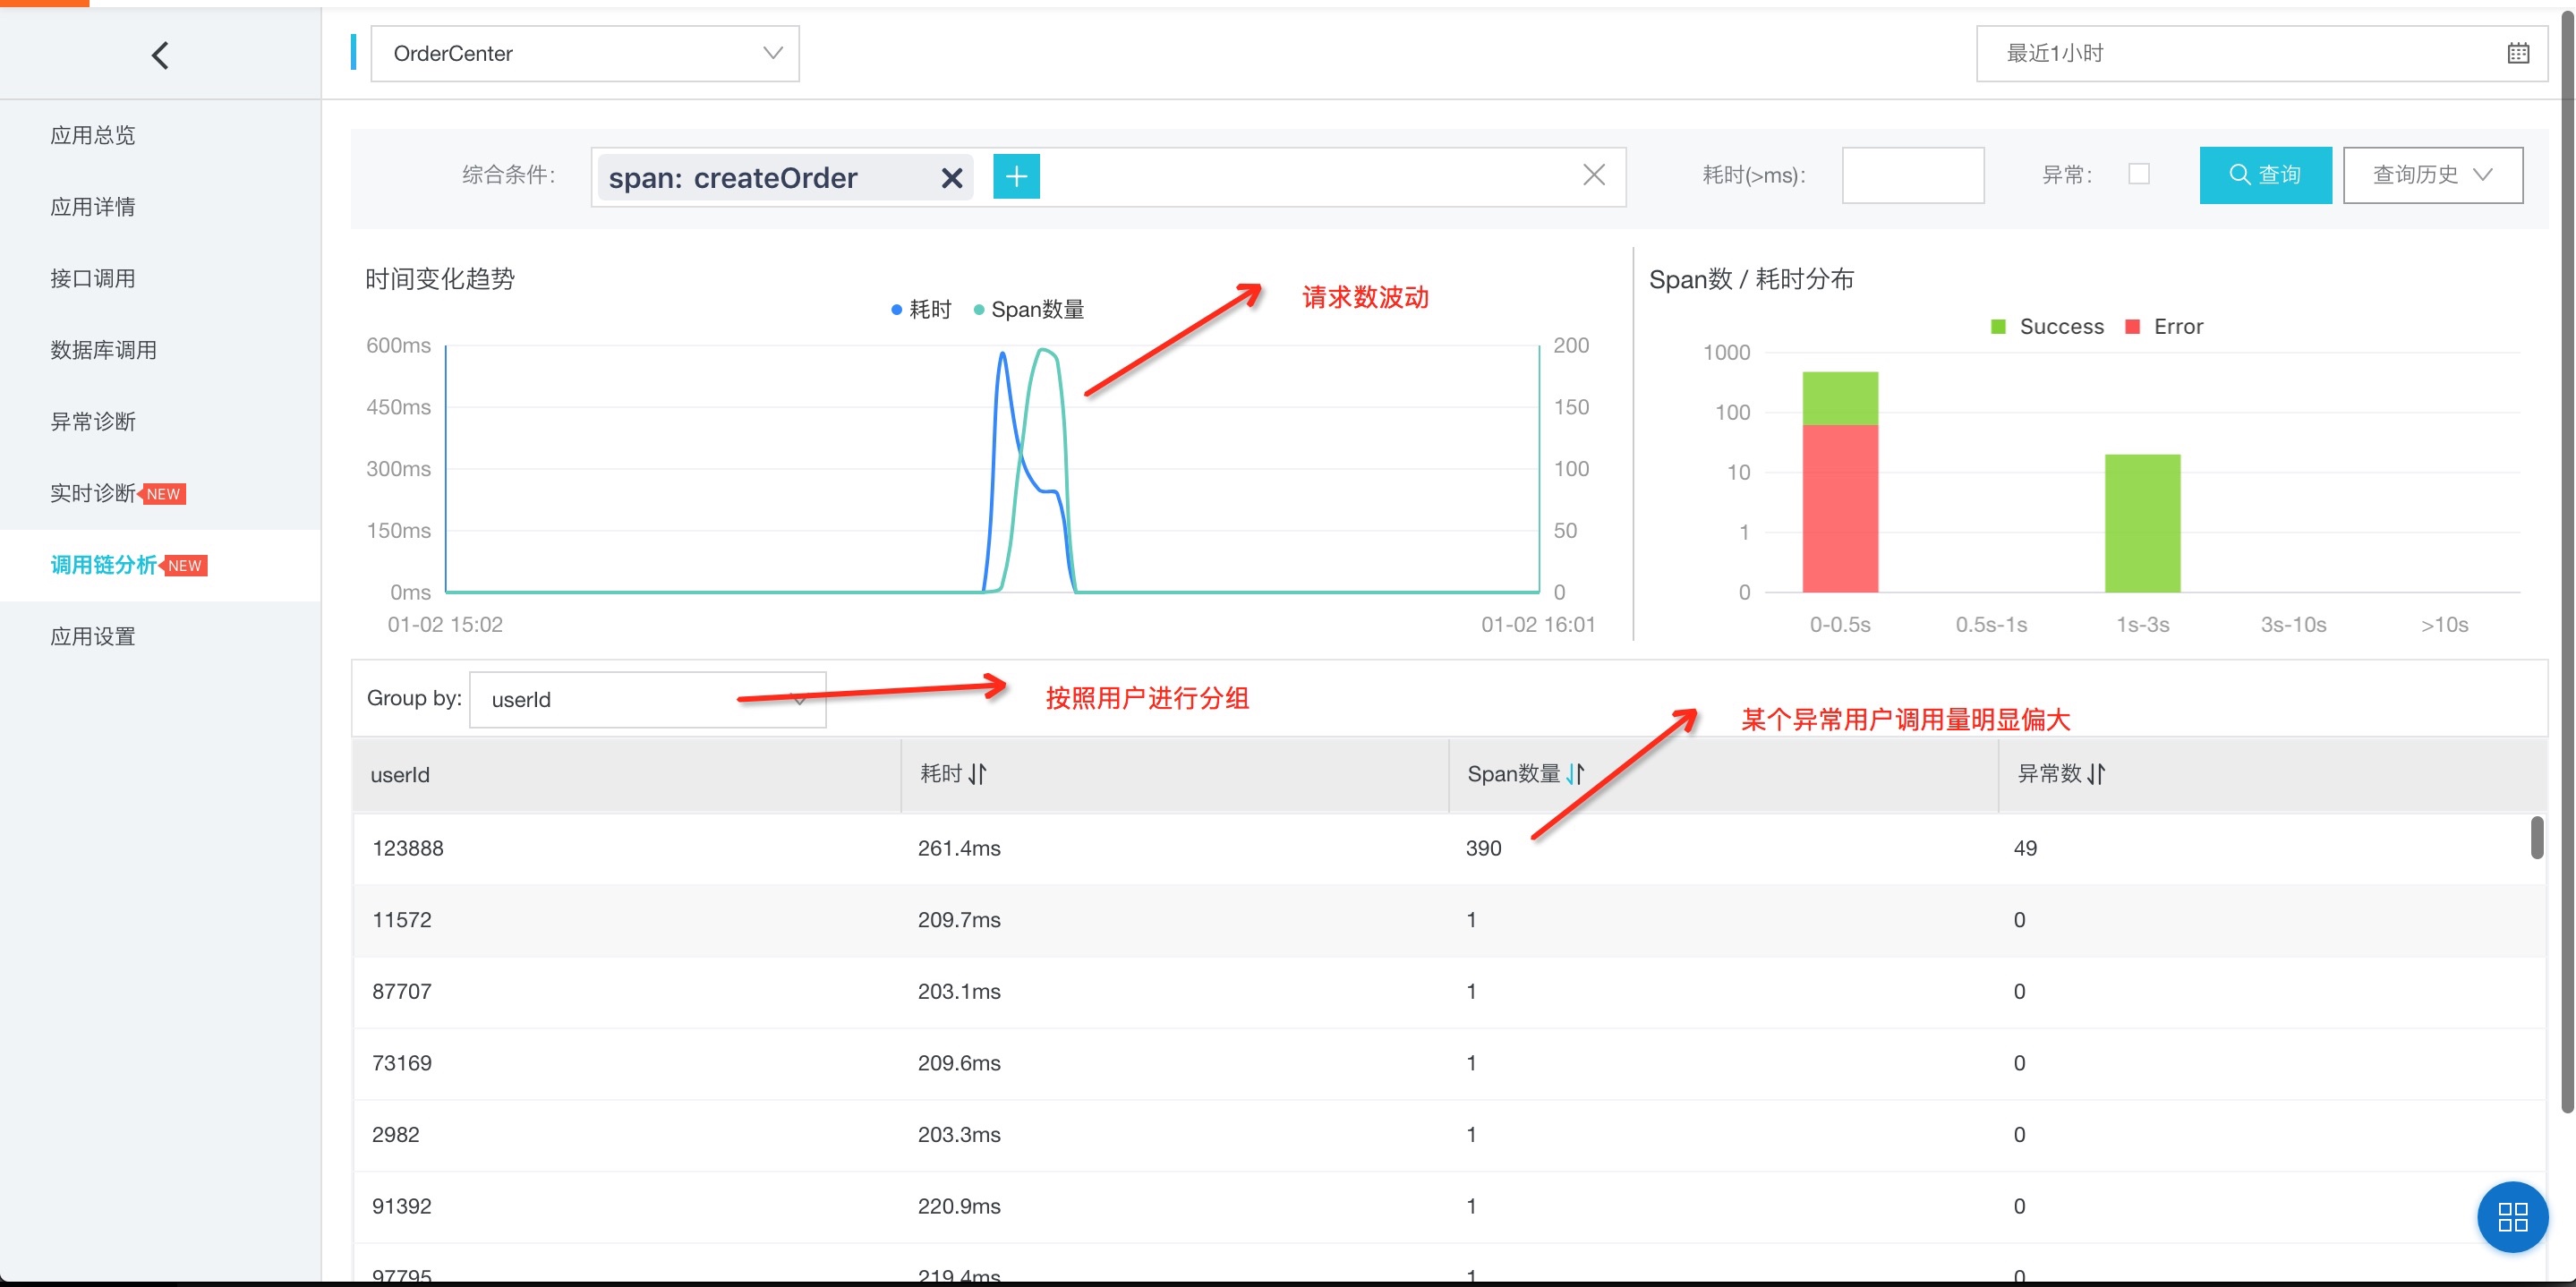 OrderCenter
最近1小时
应用总览
应用详情
接口调用
数据库调用
异常诊断
实时诊断 NEW
调用链分析 NEW
应用设置
综合条件:
span: createOrder
耗时(>ms):
异常:
查询
查询历史
时间变化趋势
耗时 Span数量
请求数波动
600ms
450ms
300ms
150ms
0ms
200
150
100
50
0
01-02 15:02
01-02 16:01
Span数 / 耗时分布
Success Error
1000
100
10
1
0
0-0.5s
0.5s-1s
1s-3s
3s-10s
>10s
Group by: userId
按照用户进行分组
某个异常用户调用量明显偏大
userId 耗时 Span数量 异常数
123888 261.4ms 390 49
11572 209.7ms 1 0
87707 203.1ms 1 0
73169 209.6ms 1 0
2982 203.3ms 1 0
91392 220.9ms 1 0
97795 219.4ms 1 0